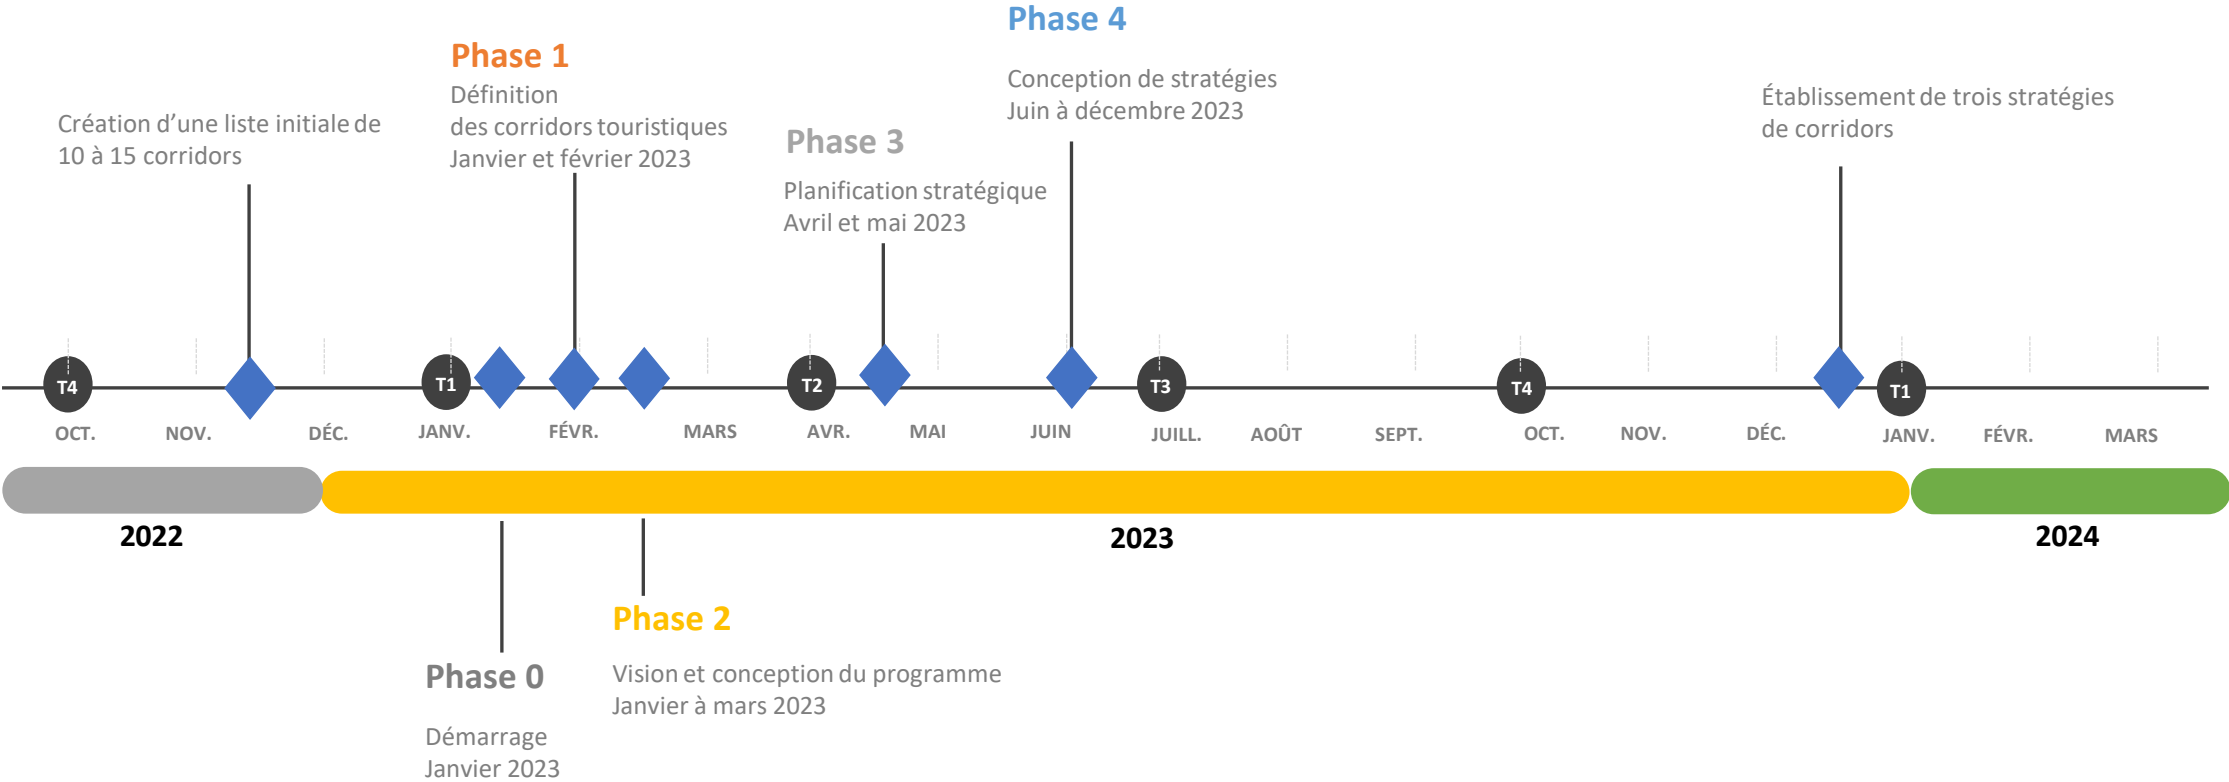 Phase 4
Phase 1
Conception de stratégies
Juin à décembre 2023
Définition
des corridors touristiques
Janvier et février 2023
Établissement de trois stratégies
de corridors
Création d’une liste initiale de
10 à 15 corridors
Phase 3
Planification stratégique
Avril et mai 2023
T4
T1
T2
T3
T4
T1
OCT.
NOV.
DÉC.
JANV.
FÉVR.
MARS
AVR.
MAI
JUIN
JUILL.
AOÛT
SEPT.
OCT.
NOV.
DÉC.
JANV.
FÉVR.
MARS
2022
2023
2024
Phase 2
Vision et conception du programme
Janvier à mars 2023
Phase 0
Démarrage
Janvier 2023